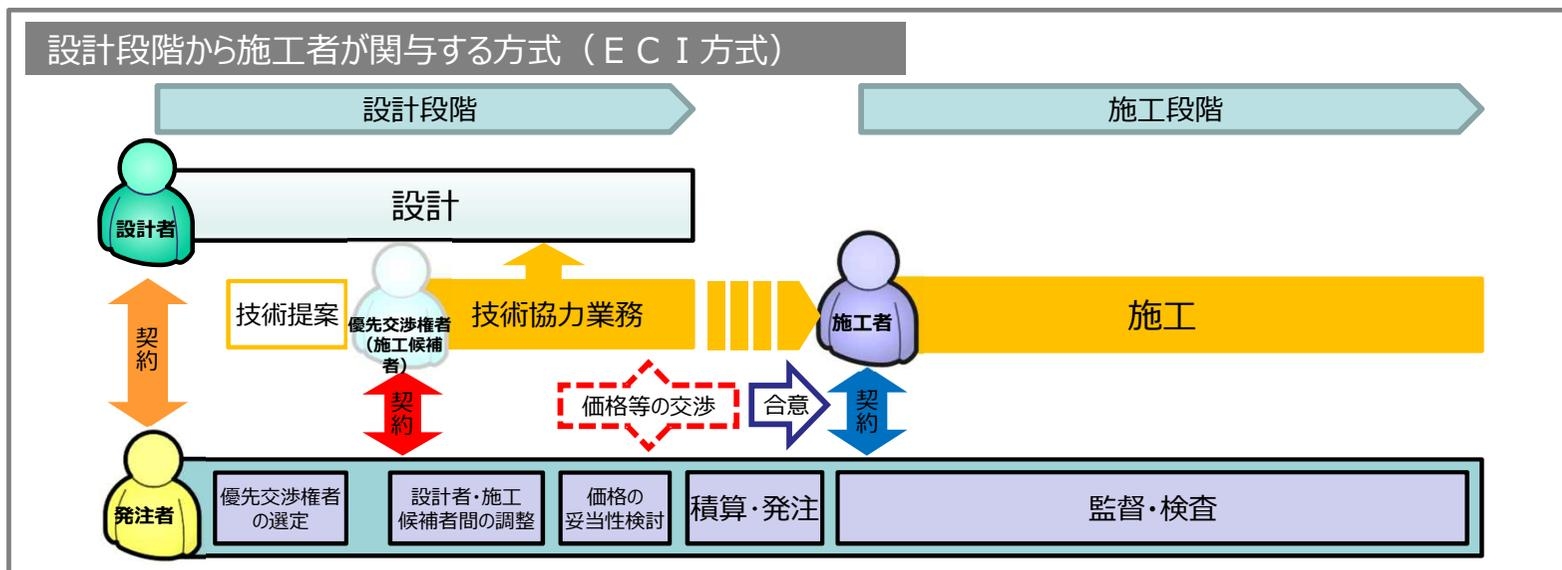 設計段階から施工者が関与する方式（ＥＣＩ方式）
設計段階
施工段階
設計
設計者
技術提案
優先交渉権者
（施工候補
者）
技術協力業務
施工者
施工
契約
契約
価格等の交渉
合意
契約
発注者
優先交渉権者
の選定
設計者・施工
候補者間の調整
価格の
妥当性検討
積算・発注
監督・検査